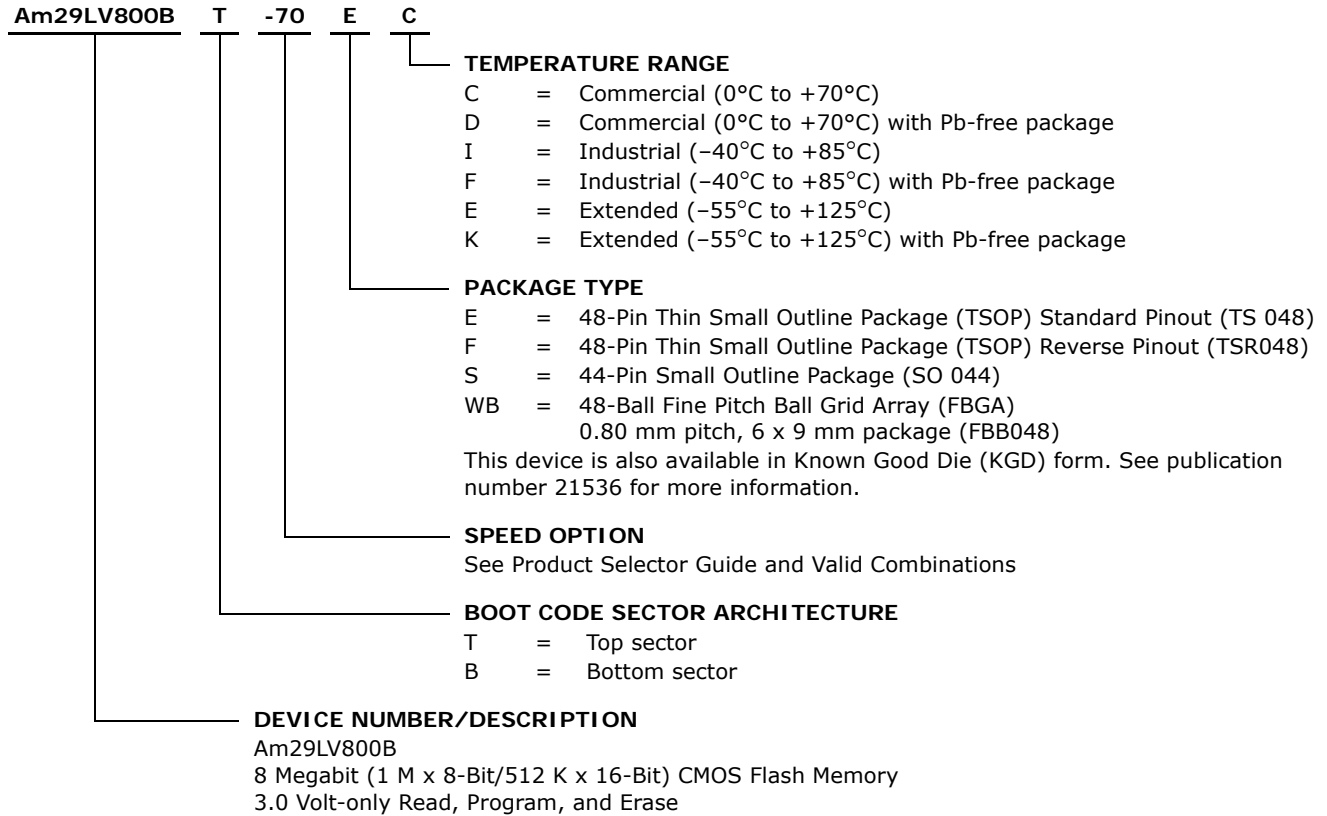 Am29LV800B T -70 E C
TEMPERATURE RANGE
C = Commercial (0°C to +70°C)
D = Commercial (0°C to +70°C) with Pb-free package
I = Industrial (–40°C to +85°C)
F = Industrial (–40°C to +85°C) with Pb-free package
E = Extended (–55°C to +125°C)
K = Extended (–55°C to +125°C) with Pb-free package
PACKAGE TYPE
E = 48-Pin Thin Small Outline Package (TSOP) Standard Pinout (TS 048)
F = 48-Pin Thin Small Outline Package (TSOP) Reverse Pinout (TSR048)
S = 44-Pin Small Outline Package (SO 044)
WB = 48-Ball Fine Pitch Ball Grid Array (FBGA)
0.80 mm pitch, 6 x 9 mm package (FBB048)
This device is also available in Known Good Die (KGD) form. See publication
number 21536 for more information.
SPEED OPTION
See Product Selector Guide and Valid Combinations
BOOT CODE SECTOR ARCHITECTURE
T = Top sector
B = Bottom sector
DEVICE NUMBER/DESCRIPTION
Am29LV800B
8 Megabit (1 M x 8-Bit/512 K x 16-Bit) CMOS Flash Memory
3.0 Volt-only Read, Program, and Erase